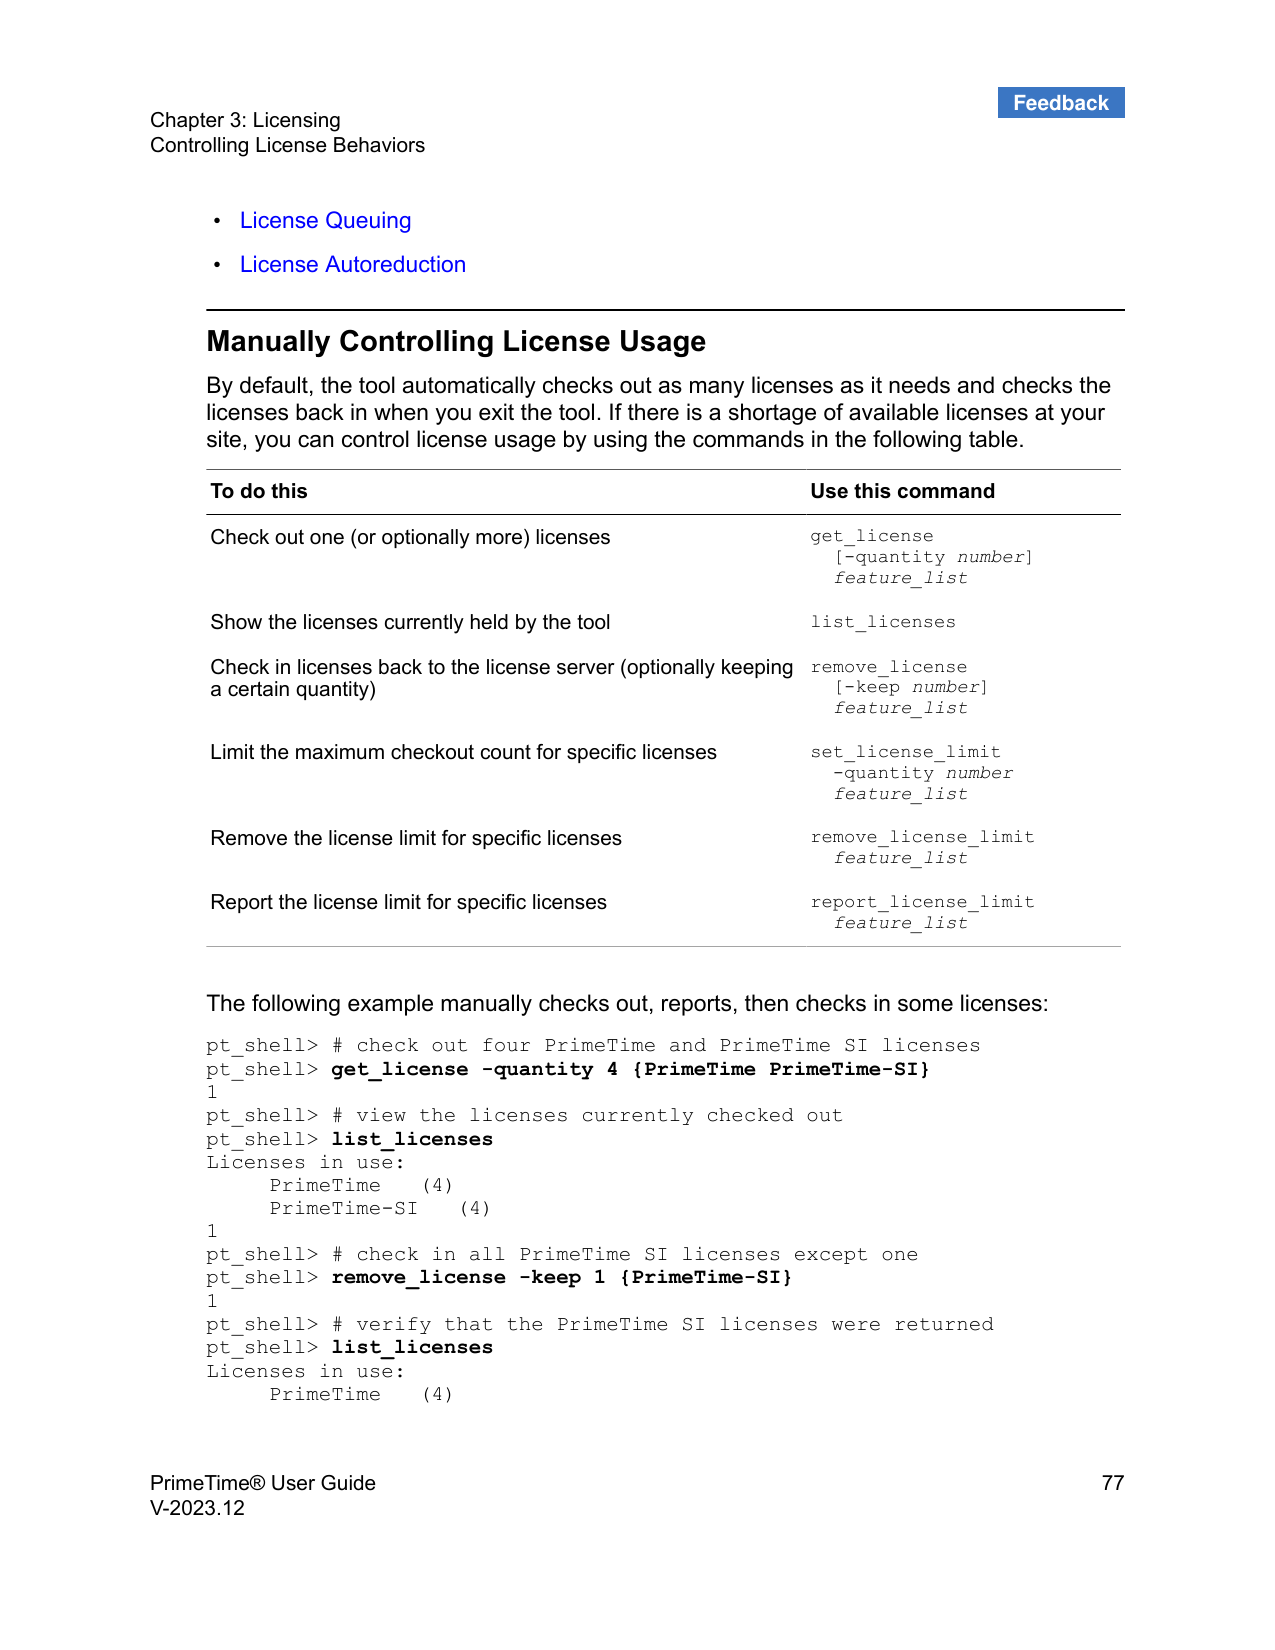 Feedback
Chapter 3: Licensing
Controlling License Behaviors
• License Queuing
• License Autoreduction
Manually Controlling License Usage
By default, the tool automatically checks out as many licenses as it needs and checks the
licenses back in when you exit the tool. If there is a shortage of available licenses at your
site, you can control license usage by using the commands in the following table.
To do this Use this command
Check out one (or optionally more) licenses get_license
[-quantity number]
feature_list
Show the licenses currently held by the tool list_licenses
Check in licenses back to the license server (optionally keeping remove_license
a certain quantity) [-keep number]
feature_list
Limit the maximum checkout count for specific licenses set_license_limit
-quantity number
feature_list
Remove the license limit for specific licenses remove_license_limit
feature_list
Report the license limit for specific licenses report_license_limit
feature_list
The following example manually checks out, reports, then checks in some licenses:
pt_shell> # check out four PrimeTime and PrimeTime SI licenses
pt_shell> get_license -quantity 4 {PrimeTime PrimeTime-SI}
1
pt_shell> # view the licenses currently checked out
pt_shell> list_licenses
Licenses in use:
PrimeTime (4)
PrimeTime-SI (4)
1
pt_shell> # check in all PrimeTime SI licenses except one
pt_shell> remove_license -keep 1 {PrimeTime-SI}
1
pt_shell> # verify that the PrimeTime SI licenses were returned
pt_shell> list_licenses
Licenses in use:
PrimeTime (4)
PrimeTime® User Guide 77
V-2023.12